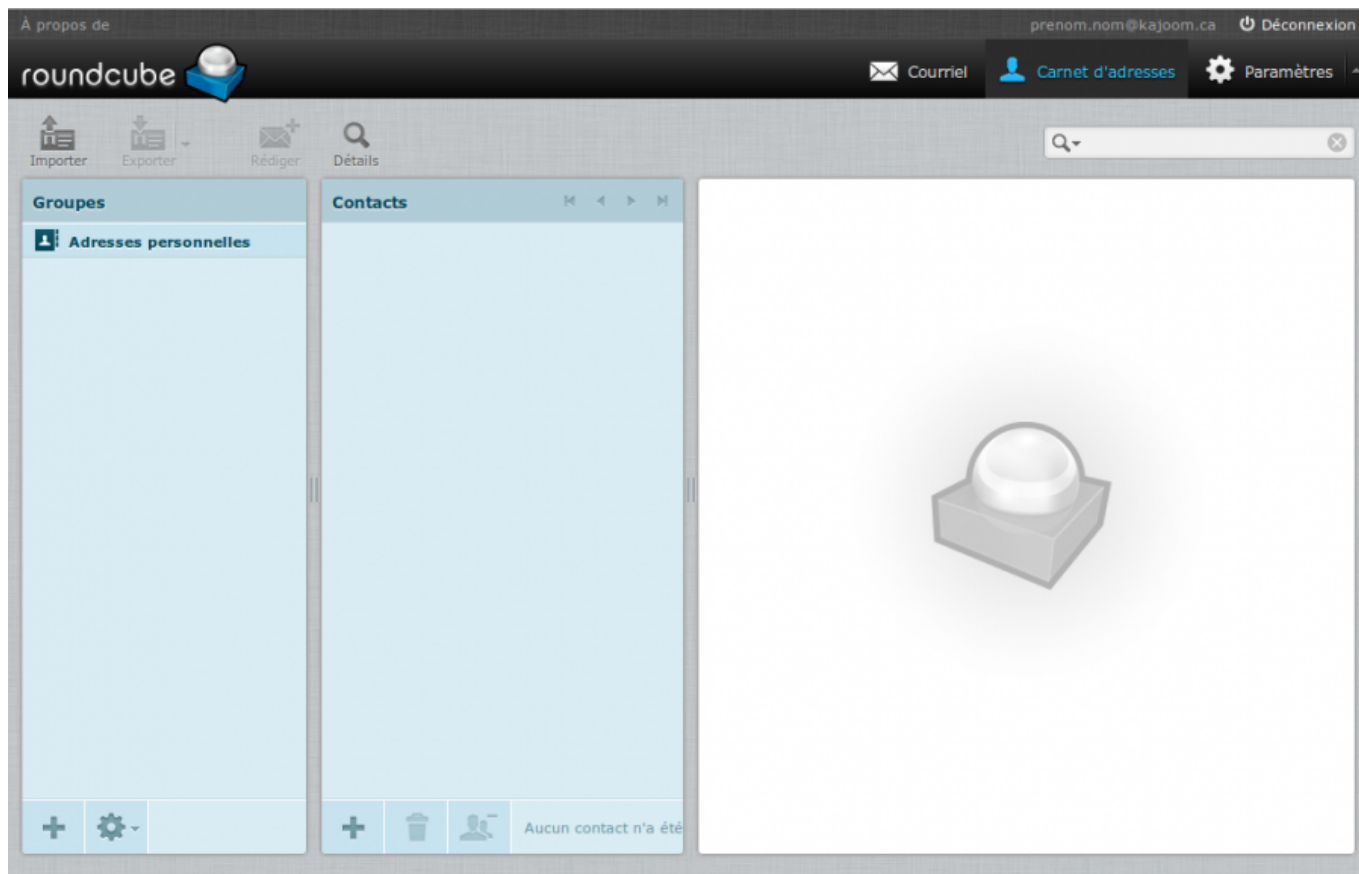 À propos de
prenom.nom@kajoom.ca Déconnexion
roundcube
Courriel Carnet d'adresses Paramètres
Importer Exporter Rédiger Détails
Groupes
Adresses personnelles
Contacts
Aucun contact n'a été